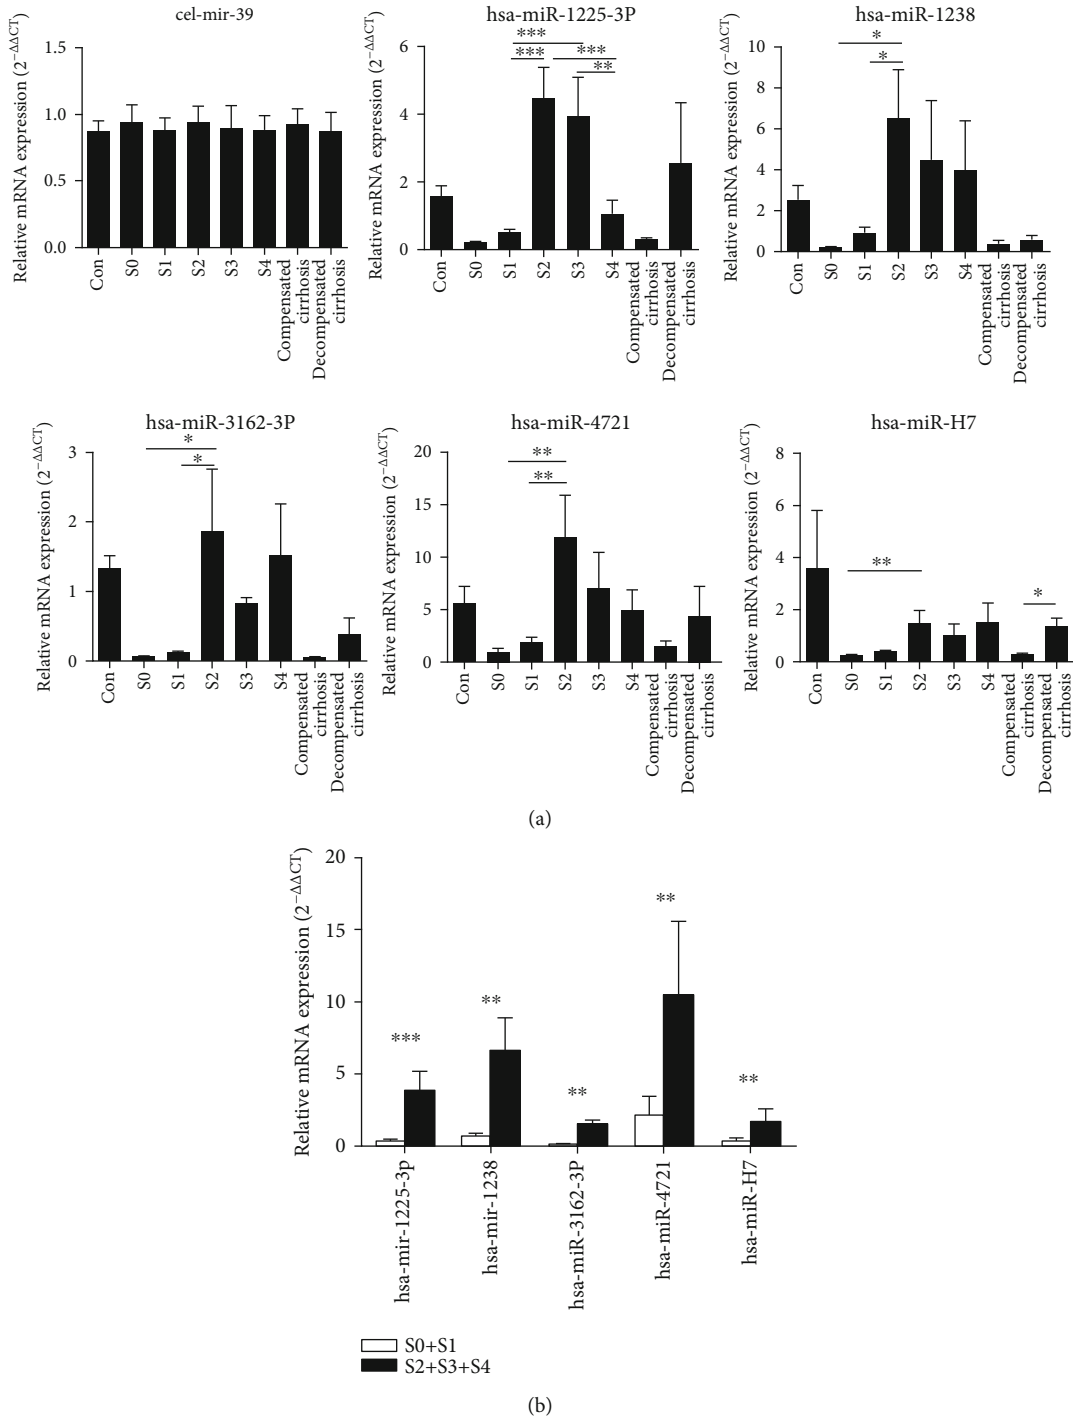 cel-mir-39
Relative mRNA expression (2^−ΔΔCT)
1.5
1.0
0.5
0.0
Con
S0
S1
S2
S3
S4
Compensated
cirrhosis
Decompensated
cirrhosis
hsa-miR-1225-3P
Relative mRNA expression (2^−ΔΔCT)
6
4
2
0
***
***
***
**
Con
S0
S1
S2
S3
S4
Compensated
cirrhosis
Decompensated
cirrhosis
hsa-miR-1238
Relative mRNA expression (2^−ΔΔCT)
10
8
6
4
2
0
*
*
Con
S0
S1
S2
S3
S4
Compensated
cirrhosis
Decompensated
cirrhosis
hsa-miR-3162-3P
Relative mRNA expression (2^−ΔΔCT)
3
2
1
0
*
*
Con
S0
S1
S2
S3
S4
Compensated
cirrhosis
Decompensated
cirrhosis
hsa-miR-4721
Relative mRNA expression (2^−ΔΔCT)
20
15
10
5
0
**
**
Con
S0
S1
S2
S3
S4
Compensated
cirrhosis
Decompensated
cirrhosis
hsa-miR-H7
Relative mRNA expression (2^−ΔΔCT)
8
6
4
2
0
**
*
Con
S0
S1
S2
S3
S4
Compensated
cirrhosis
Decompensated
cirrhosis
(a)
Relative mRNA expression (2^−ΔΔCT)
20
15
10
5
0
***
**
**
**
**
hsa-mir-1225-3p
hsa-mir-1238
hsa-miR-3162-3P
hsa-miR-4721
hsa-miR-H7
S0+S1
S2+S3+S4
(b)